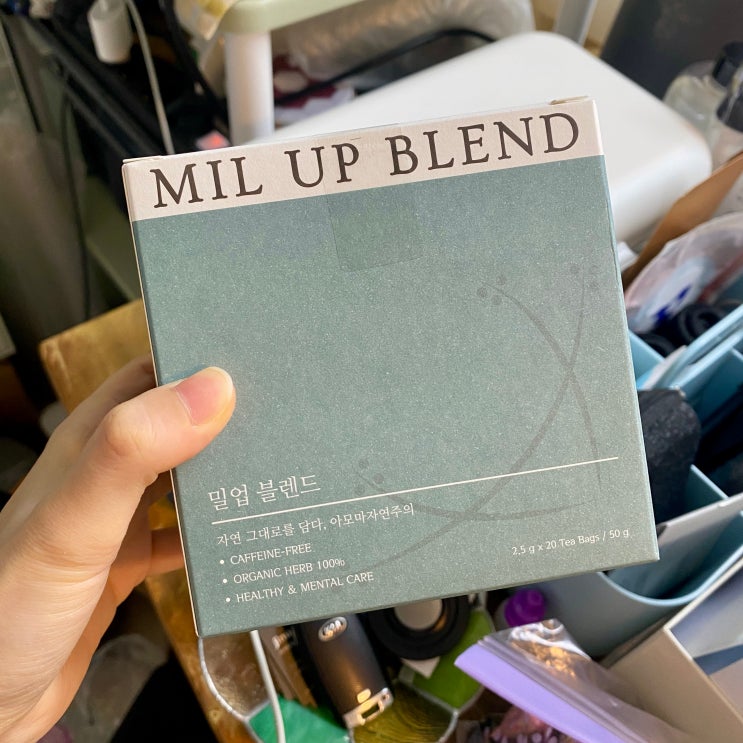 MIL UP BLEND
밀업 블렌드
자연 그대로를 담다, 아모마자연주의
• CAFFEINE-FREE
• ORGANIC HERB 100%
• HEALTHY & MENTAL CARE
2.5 g x 20 Tea Bags / 50 g